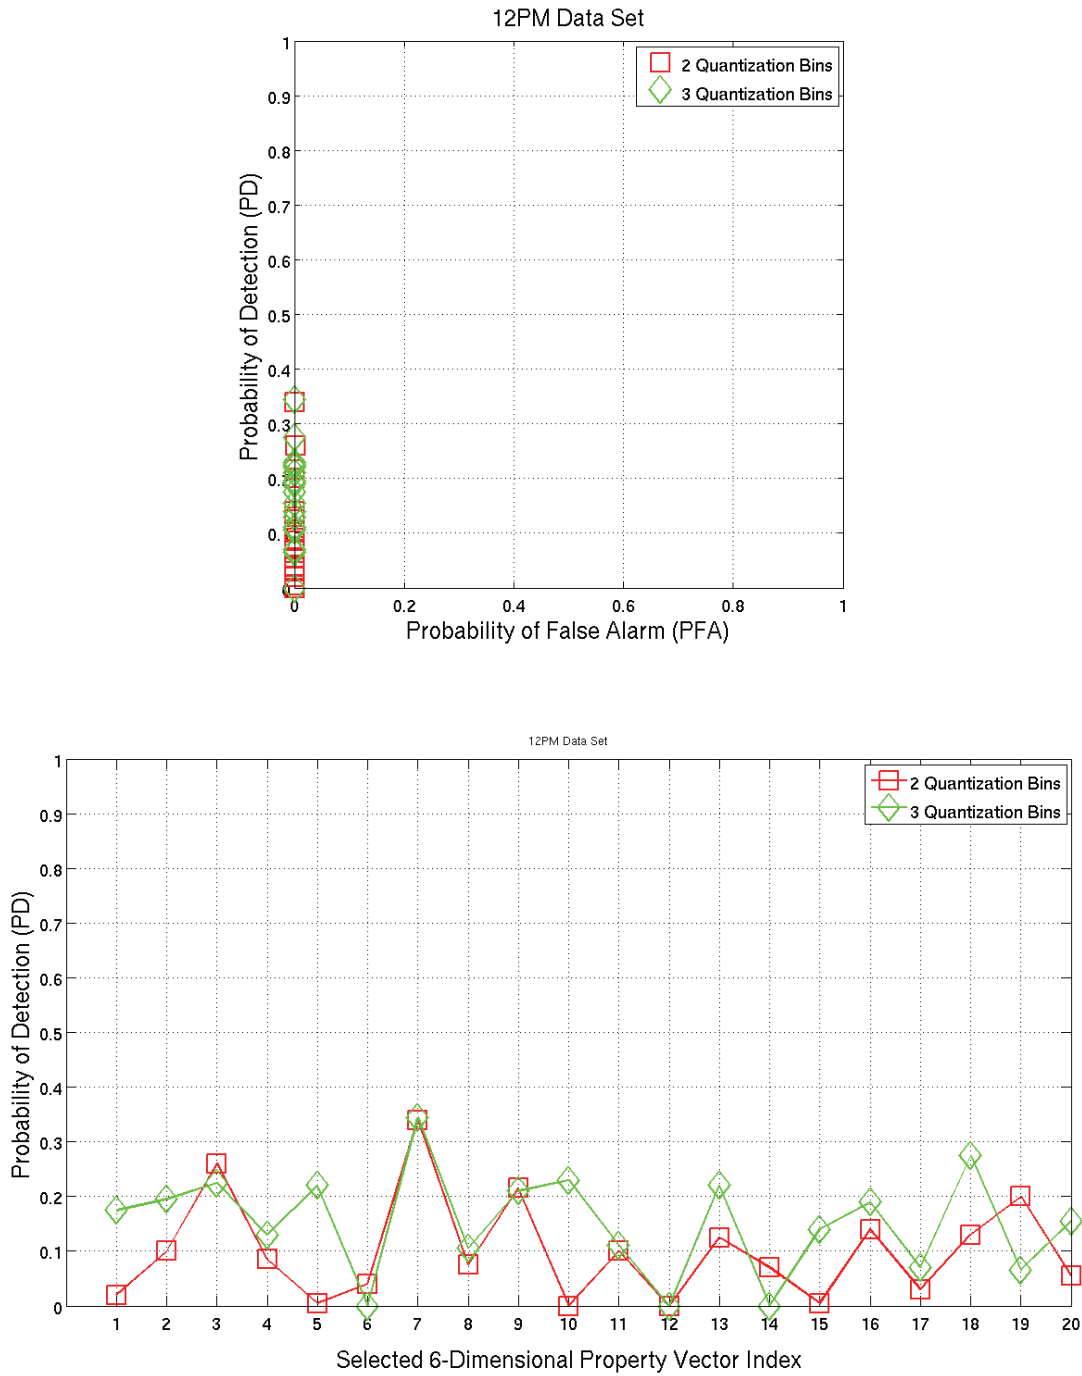 12PM Data Set
2 Quantization Bins
3 Quantization Bins
Probability of Detection (PD)
1
0.9
0.8
0.7
0.6
0.5
0.4
0.3
0.
0 0.2 0.4 0.6 0.8 1
Probability of False Alarm (PFA)
12PM Data Set
2 Quantization Bins
3 Quantization Bins
Probability of Detection (PD)
1
0.9
0.8
0.7
0.6
0.5
0.4
0.3
0.2
0.1
0
1 2 3 4 5 6 7 8 9 10 11 12 13 14 15 16 17 18 19 20
Selected 6-Dimensional Property Vector Index